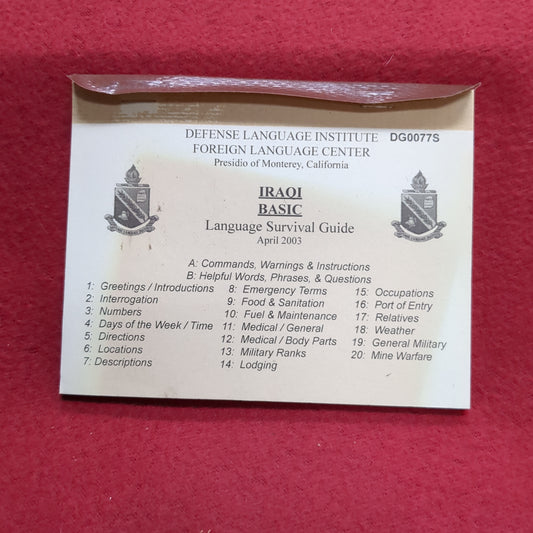 DEFENSE LANGUAGE INSTITUTE DG0077S
FOREIGN LANGUAGE CENTER
Presidio of Monterey, California
IRAQI
BASIC
Language Survival Guide
April 2003
A: Commands, Warnings & Instructions
B: Helpful Words, Phrases, & Questions
1: Greetings / Introductions
2: Interrogation
3: Numbers
4: Days of the Week / Time
5: Directions
6: Locations
7: Descriptions
8: Emergency Terms
9: Food & Sanitation
10: Fuel & Maintenance
11: Medical / General
12: Medical / Body Parts
13: Military Ranks
14: Lodging
15: Occupations
16: Port of Entry
17: Relatives
18: Weather
19: General Military
20: Mine Warfare